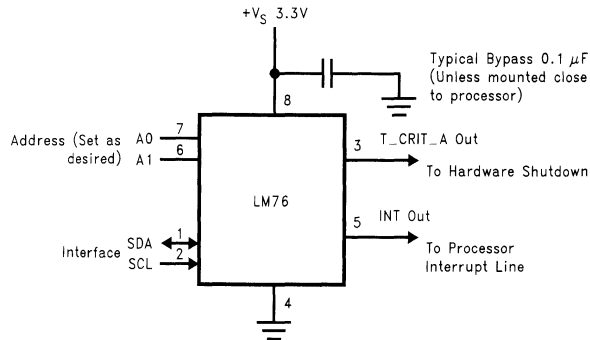 +VS 3.3V
Typical Bypass 0.1 μF
(Unless mounted close
to processor)
8
Address (Set as
desired)
A0 7
A1 6
3 T_CRIT_A Out
To Hardware Shutdown
LM76
5 INT Out
To Processor
Interrupt Line
Interface
SDA 1
SCL 2
4